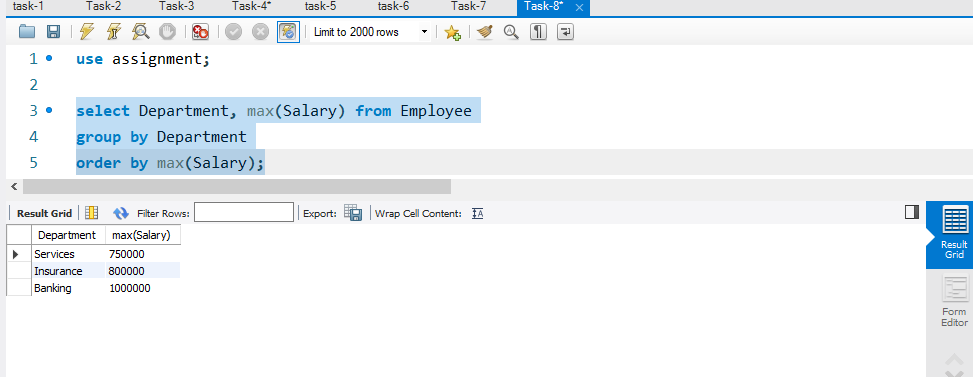 task-1 Task-2 Task-3 Task-4* task-5 task-6 Task-7 Task-8*
Limit to 2000 rows
1 use assignment;
2
3 select Department, max(Salary) from Employee
4 group by Department
5 order by max(Salary);
Result Grid Filter Rows: Export: Wrap Cell Content:
Department max(Salary)
Services 750000
Insurance 800000
Banking 1000000
Result
Grid
Form
Editor